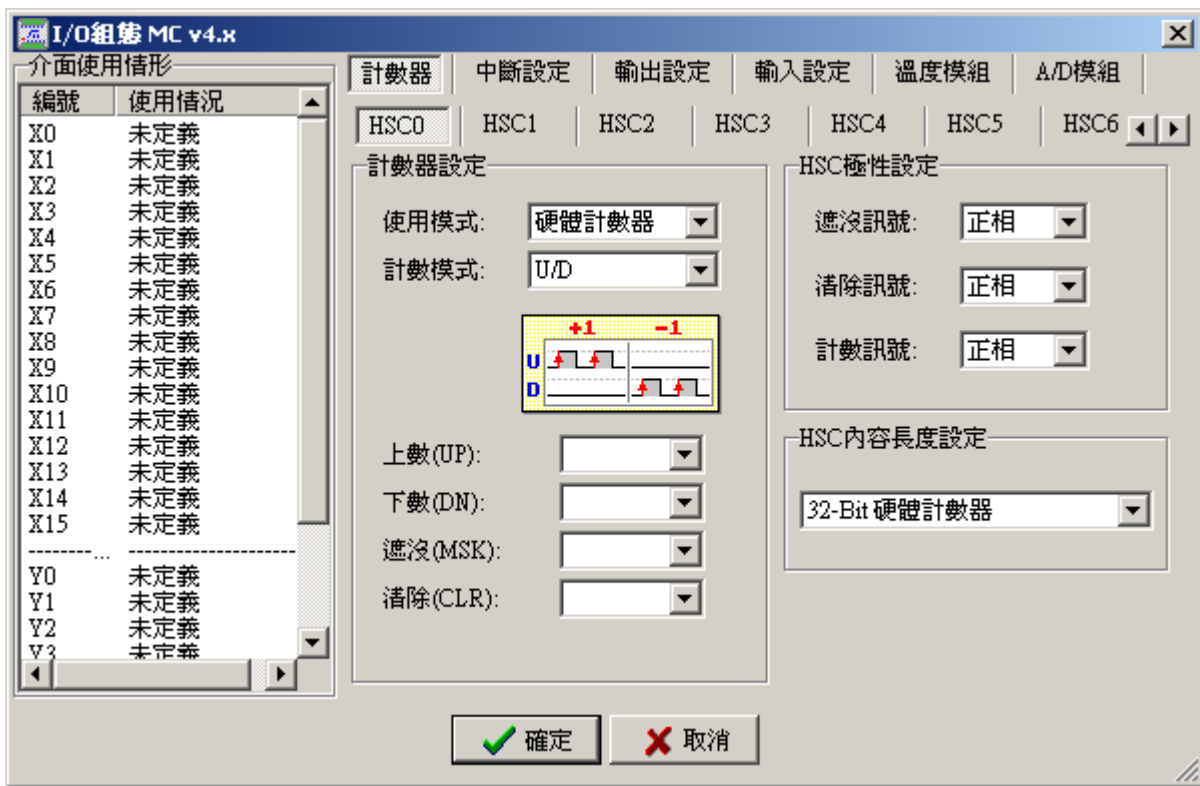 I/O組態 MC v4.x
介面使用情形
編號 使用情況
X0 未定義
X1 未定義
X2 未定義
X3 未定義
X4 未定義
X5 未定義
X6 未定義
X7 未定義
X8 未定義
X9 未定義
X10 未定義
X11 未定義
X12 未定義
X13 未定義
X14 未定義
X15 未定義
--------... --------------------
Y0 未定義
Y1 未定義
Y2 未定義
Y3 未定義
計數器 中斷設定 輸出設定 輸入設定 溫度模組 A/D模組
HSC0 HSC1 HSC2 HSC3 HSC4 HSC5 HSC6
計數器設定
使用模式: 硬體計數器
計數模式: U/D
+1 -1
U
D
上數(UP):
下數(DN):
遮沒(MSK):
清除(CLR):
HSC極性設定
遮沒訊號: 正相
清除訊號: 正相
計數訊號: 正相
HSC內容長度設定
32-Bit 硬體計數器
確定 取消